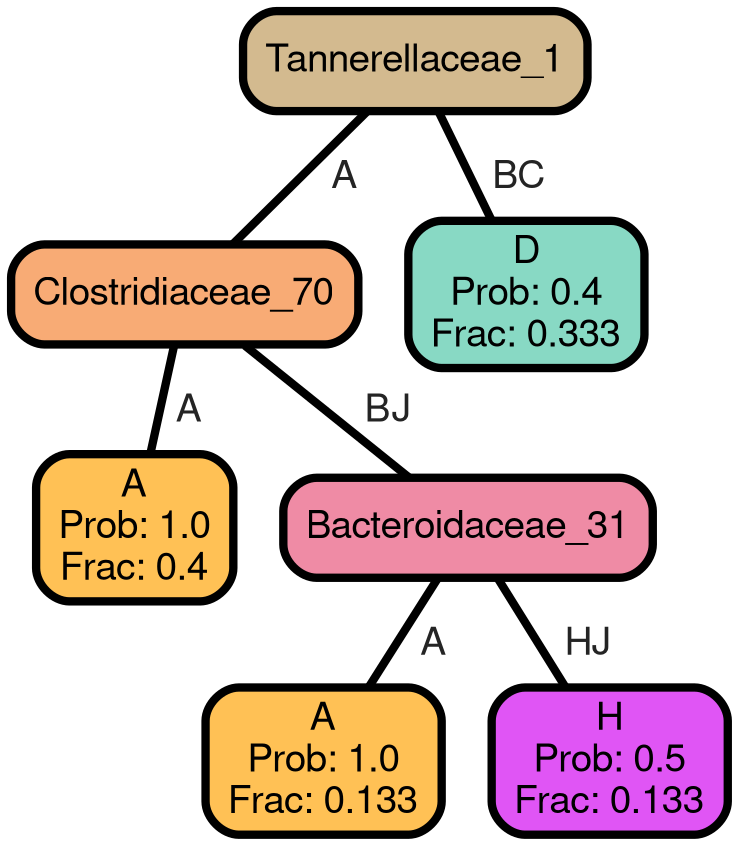 Tannerellaceae_1
A
BC
D
Prob: 0.4
Frac: 0.333
Clostridiaceae_70
A
BJ
A
Prob: 1.0
Frac: 0.4
Bacteroidaceae_31
A
HJ
A
Prob: 1.0
Frac: 0.133
H
Prob: 0.5
Frac: 0.133